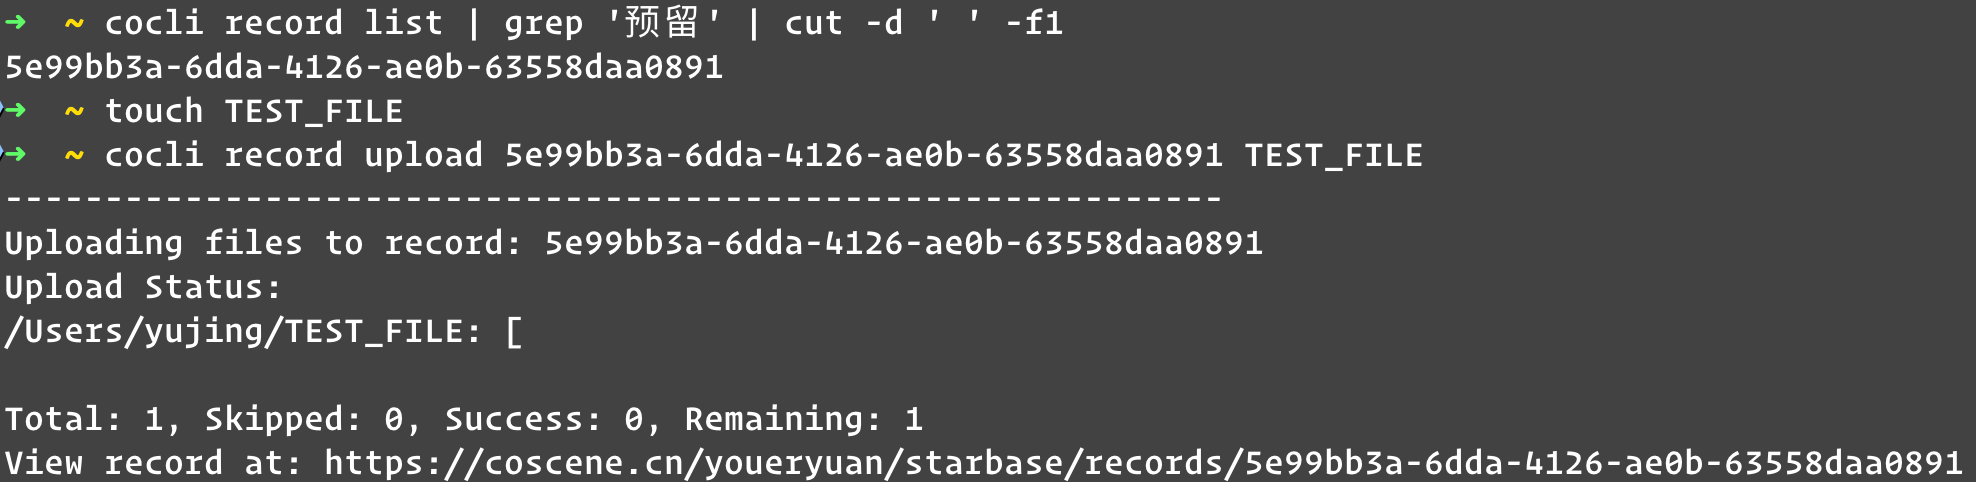 ➜  ~ cocli record list | grep '预留' | cut -d ' ' -f1
5e99bb3a-6dda-4126-ae0b-63558daa0891
➜  ~ touch TEST_FILE
➜  ~ cocli record upload 5e99bb3a-6dda-4126-ae0b-63558daa0891 TEST_FILE
-------------------------------------------------------------
Uploading files to record: 5e99bb3a-6dda-4126-ae0b-63558daa0891
Upload Status:
/Users/yujing/TEST_FILE: [
Total: 1, Skipped: 0, Success: 0, Remaining: 1
View record at: https://coscene.cn/youeryuan/starbase/records/5e99bb3a-6dda-4126-ae0b-63558daa0891